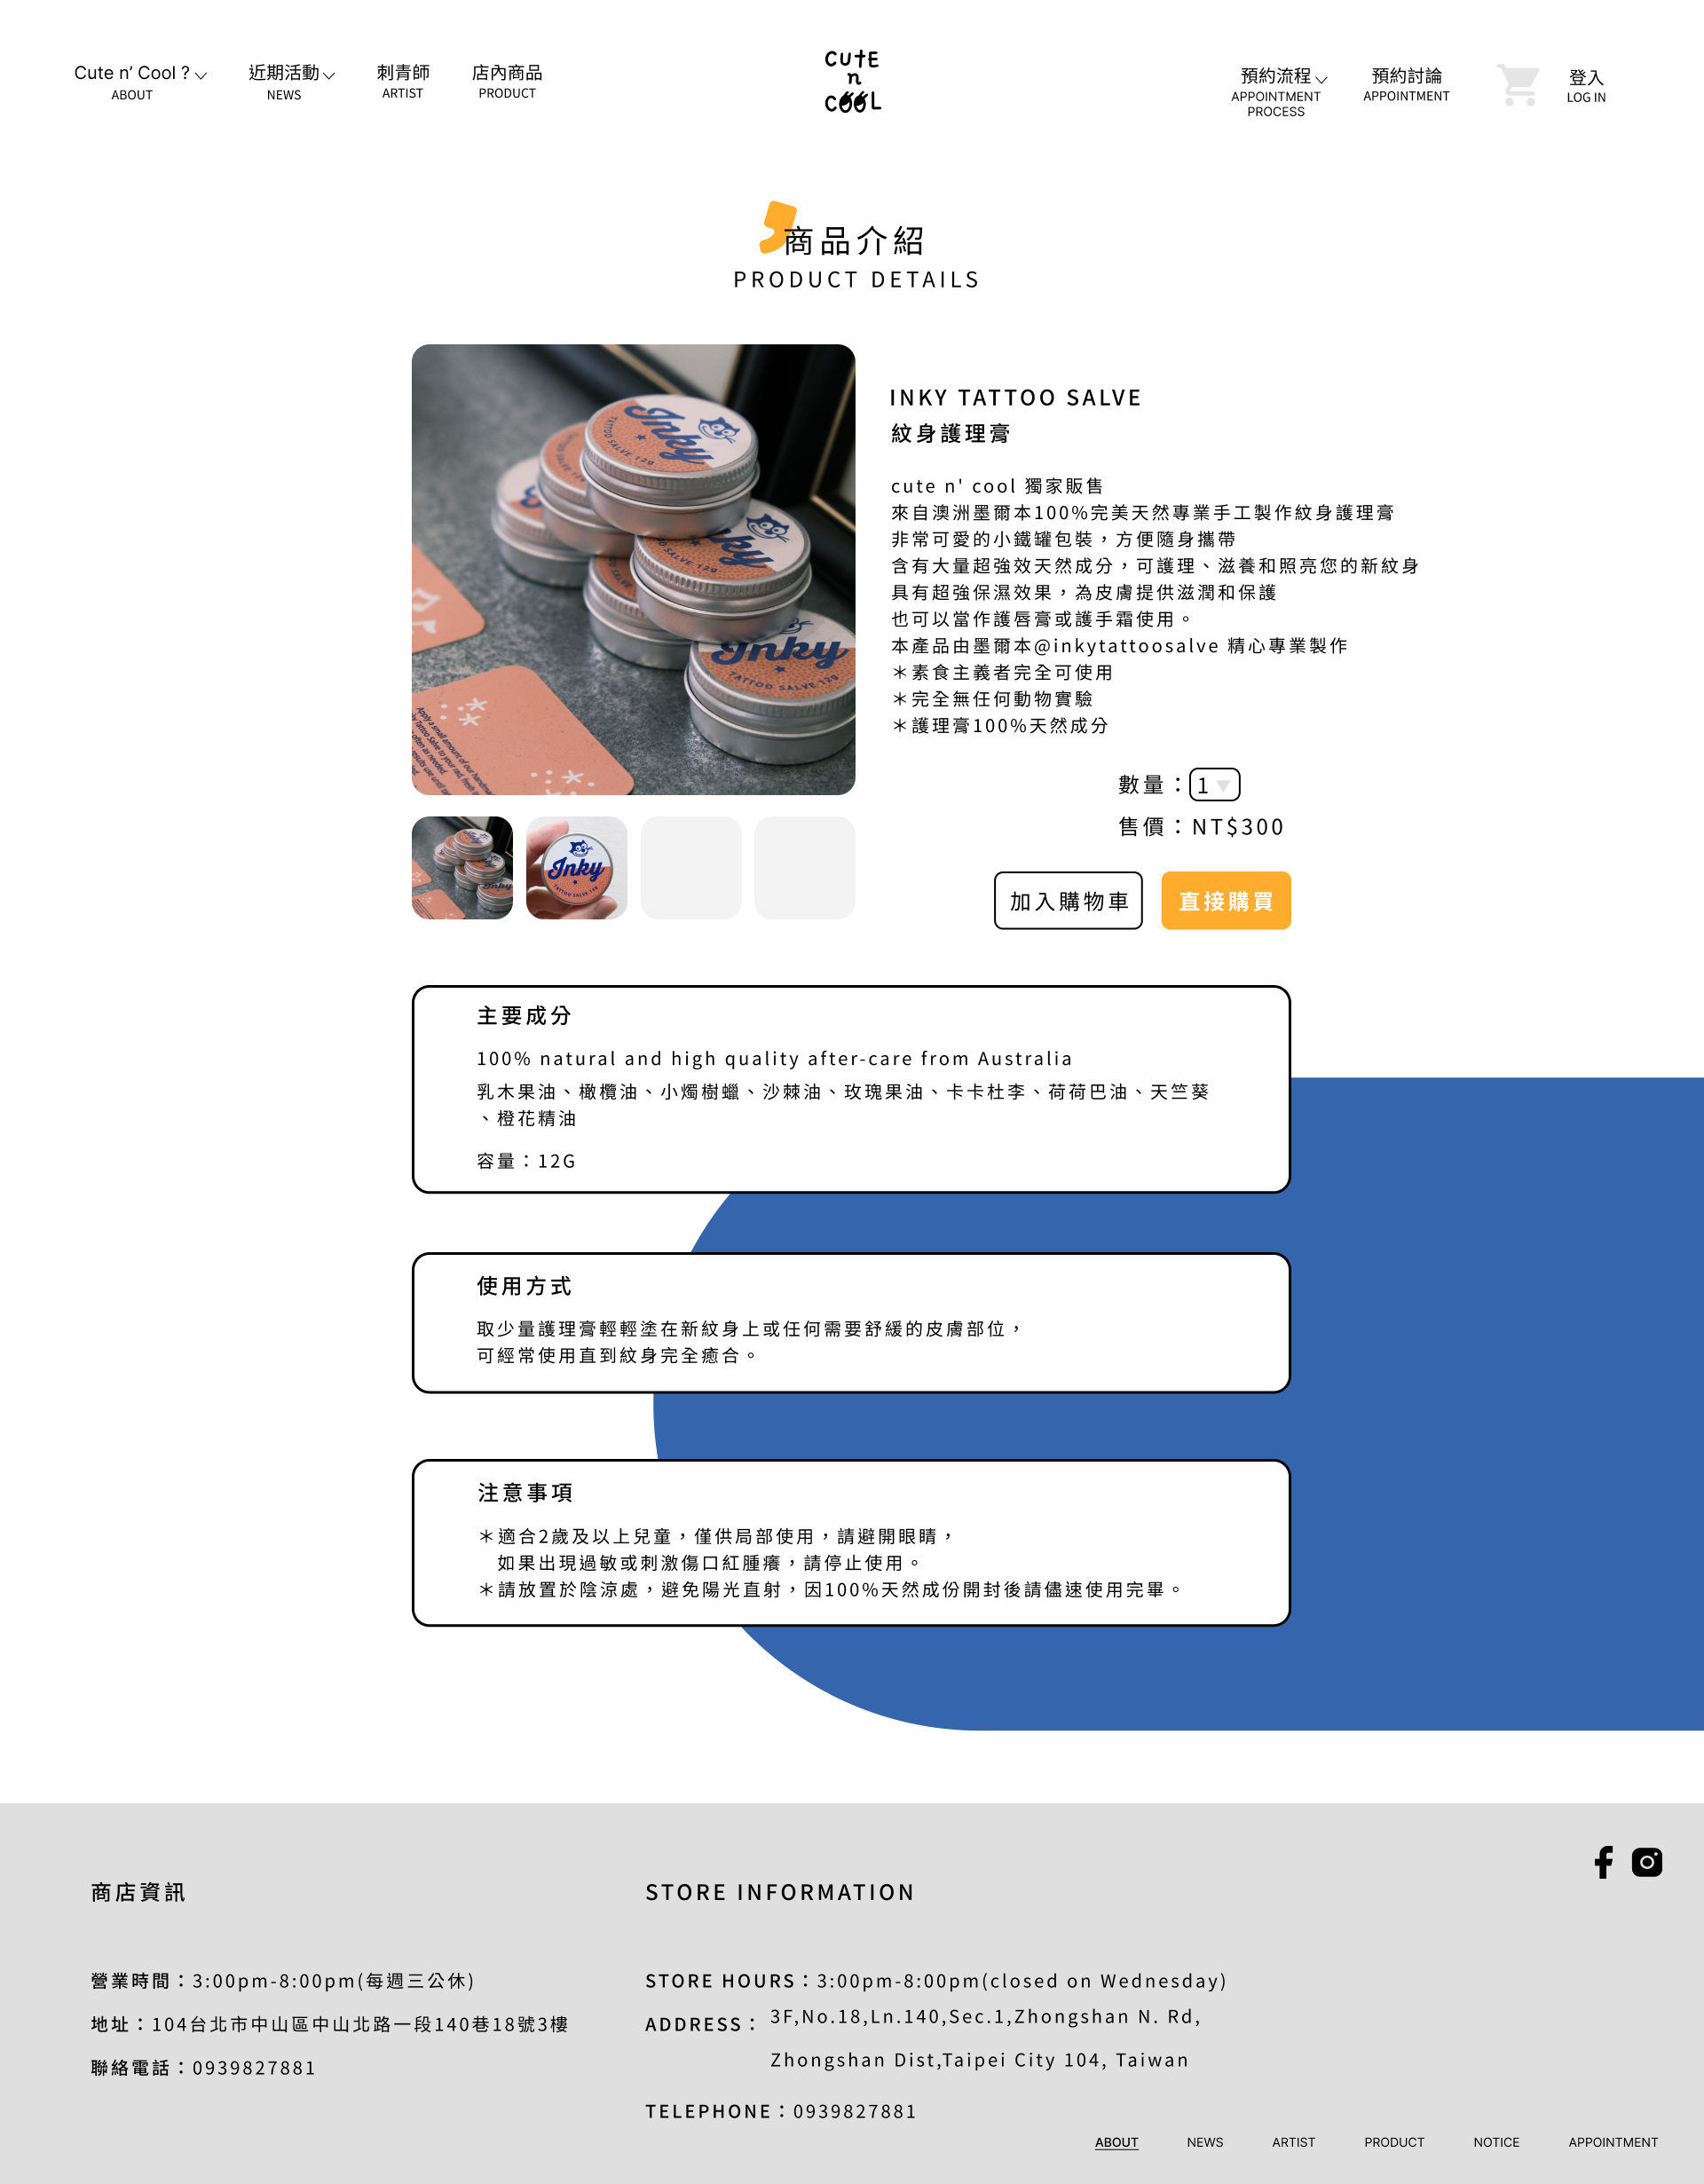 Cute n’ Cool ?
ABOUT
近期活動
NEWS
刺青師
ARTIST
店內商品
PRODUCT
CUTE
n
COOL
預約流程
APPOINTMENT
PROCESS
預約討論
APPOINTMENT
登入
LOG IN
商品介紹
PRODUCT DETAILS
Inky
TATTOO SALVE 12g
Inky
TATTOO SALVE 12g
Apply a small amount of our handmade
INKY TATTOO SALVE
紋身護理膏
cute n' cool 獨家販售
來自澳洲墨爾本100%完美天然專業手工製作紋身護理膏
非常可愛的小鐵罐包裝，方便隨身攜帶
含有大量超強效天然成分，可護理、滋養和照亮您的新紋身
具有超強保濕效果，為皮膚提供滋潤和保護
也可以當作護唇膏或護手霜使用。
本產品由墨爾本@inkytattoosalve 精心專業製作
＊素食主義者完全可使用
＊完全無任何動物實驗
＊護理膏100%天然成分
數量：1
售價：NT$300
加入購物車
直接購買
Inky
TATTOO SALVE 12g
主要成分
100% natural and high quality after-care from Australia
乳木果油、橄欖油、小燭樹蠟、沙棘油、玫瑰果油、卡卡杜李、荷荷巴油、天竺葵
、橙花精油
容量：12G
使用方式
取少量護理膏輕輕塗在新紋身上或任何需要舒緩的皮膚部位，
可經常使用直到紋身完全癒合。
注意事項
＊適合2歲及以上兒童，僅供局部使用，請避開眼睛，
如果出現過敏或刺激傷口紅腫癢，請停止使用。
＊請放置於陰涼處，避免陽光直射，因100%天然成份開封後請儘速使用完畢。
商店資訊
營業時間：3:00pm-8:00pm(每週三公休)
地址：104台北市中山區中山北路一段140巷18號3樓
聯絡電話：0939827881
STORE INFORMATION
STORE HOURS：3:00pm-8:00pm(closed on Wednesday)
ADDRESS： 3F,No.18,Ln.140,Sec.1,Zhongshan N. Rd,
Zhongshan Dist,Taipei City 104, Taiwan
TELEPHONE：0939827881
ABOUT
NEWS
ARTIST
PRODUCT
NOTICE
APPOINTMENT